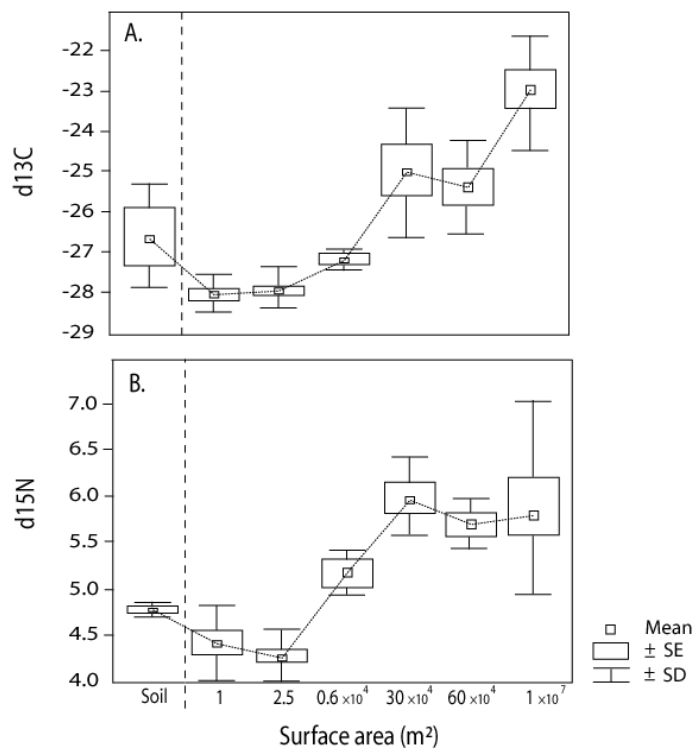 A.
-22
-23
-24
-25
-26
-27
-28
-29
d13C
B.
7.0
6.5
6.0
5.5
5.0
4.5
4.0
d15N
Soil 1 2.5 0.6 ×10⁴ 30 ×10⁴ 60 ×10⁴ 1 ×10⁷
Surface area (m²)
Mean
± SE
± SD